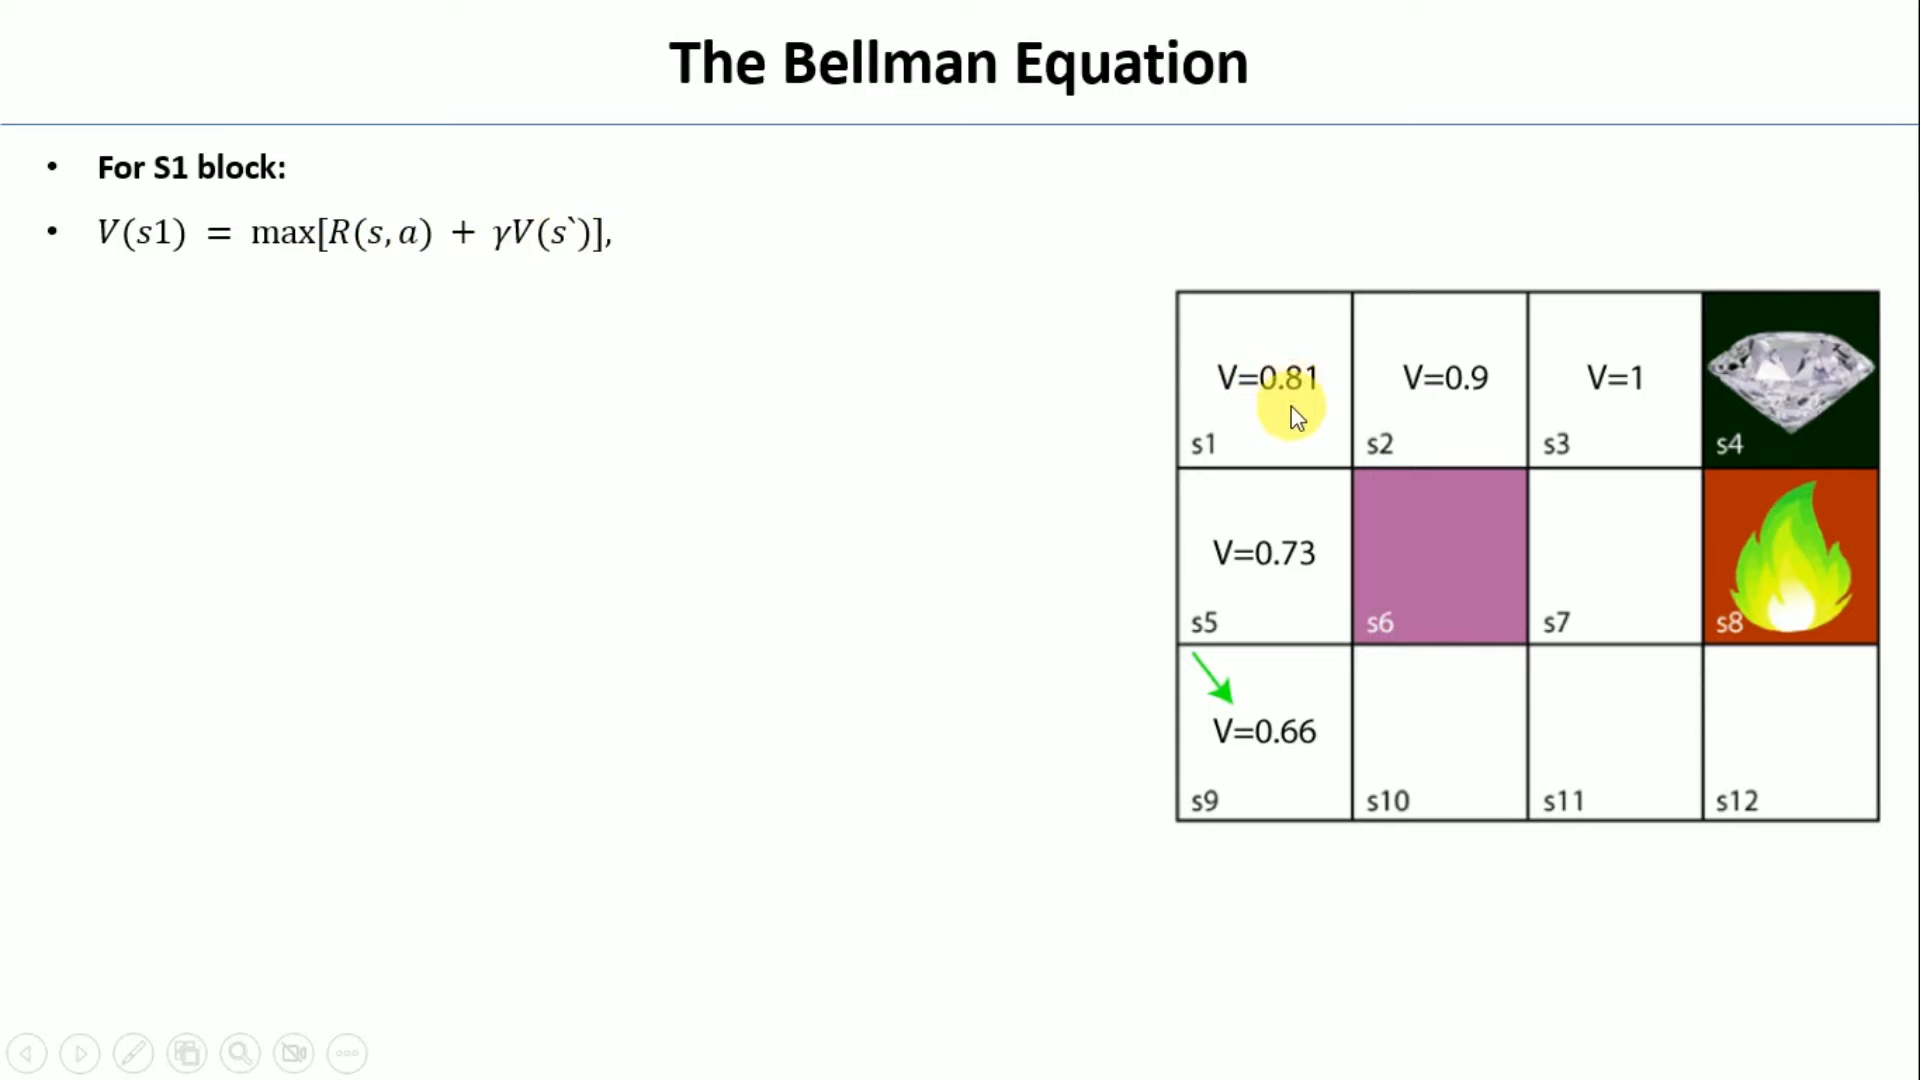 The Bellman Equation
• For S1 block:
• V(s1) = max[R(s,a) + γV(s`)],
V=0.81 V=0.9 V=1
s1 s2 s3 s4
V=0.73
s5 s6 s7 s8
V=0.66
s9 s10 s11 s12